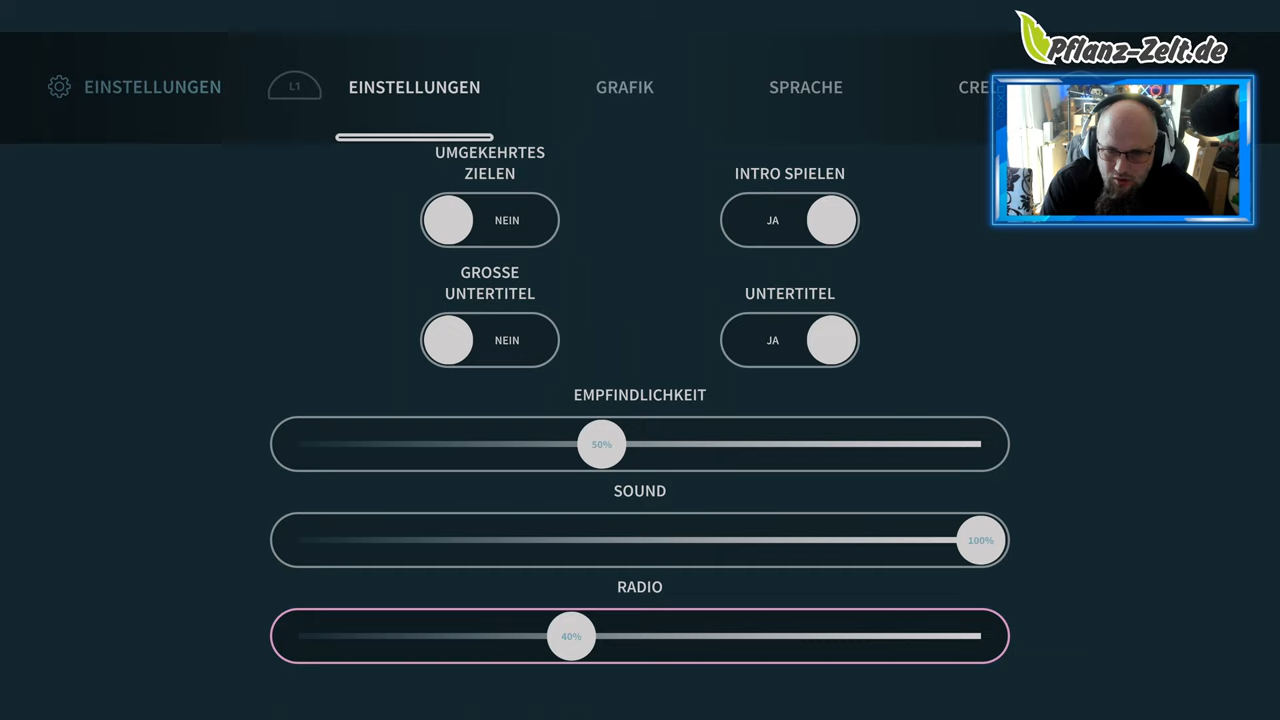 Pflanz-Zelt.de
EINSTELLUNGEN
L1
EINSTELLUNGEN
GRAFIK
SPRACHE
UMGEKEHRTES
ZIELEN
NEIN
INTRO SPIELEN
JA
GROSSE
UNTERTITEL
NEIN
UNTERTITEL
JA
EMPFINDLICHKEIT
50%
SOUND
100%
RADIO
40%